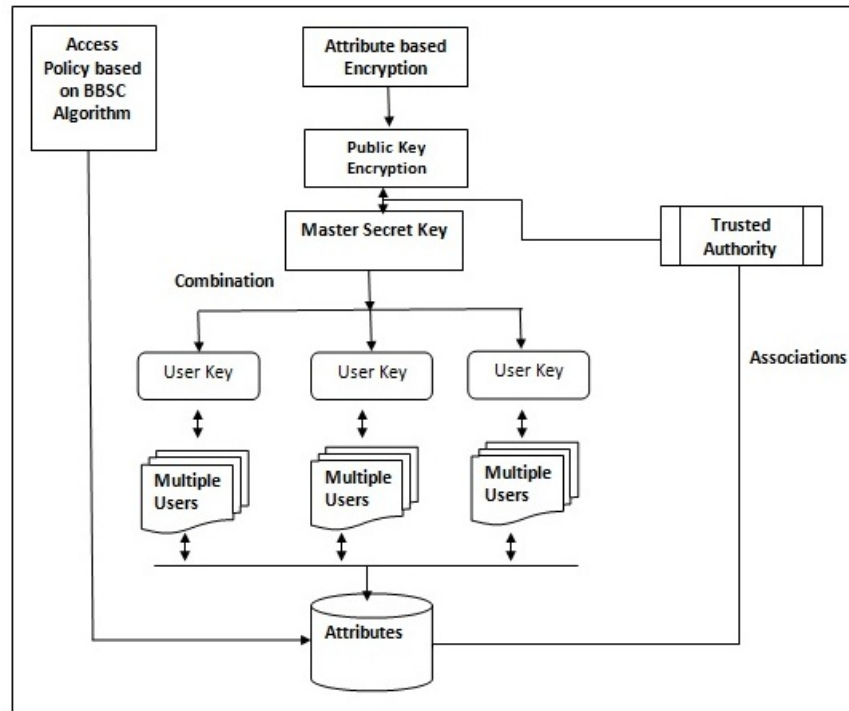 Access
Policy based
on BBSC
Algorithm
Attribute based
Encryption
Public Key
Encryption
Master Secret Key
Trusted
Authority
Combination
Associations
User Key
User Key
User Key
Multiple
Users
Multiple
Users
Multiple
Users
Attributes